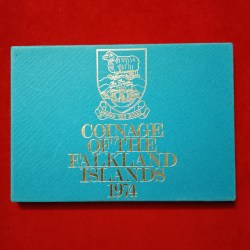 COINAGE
OF THE
FALKLAND
ISLANDS
1974